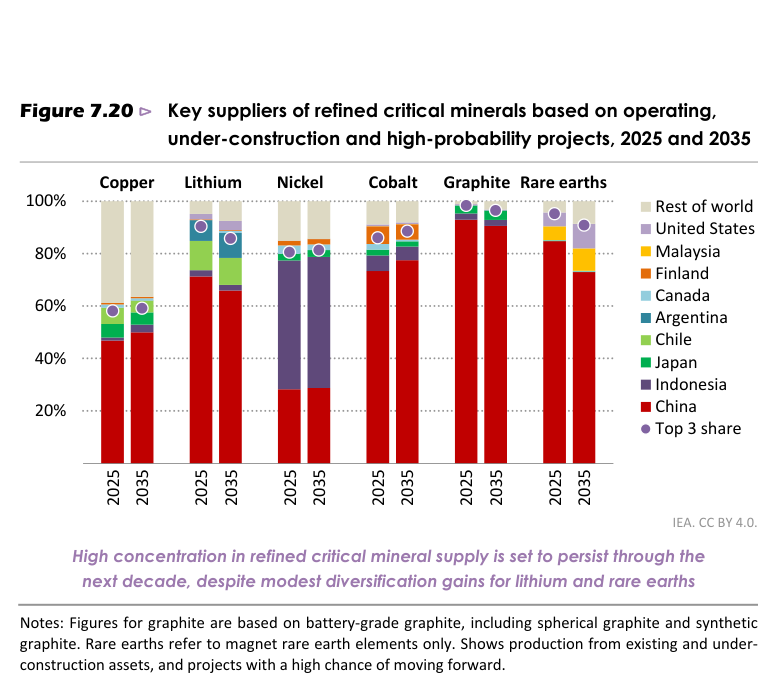 Figure 7.20 ▷ Key suppliers of refined critical minerals based on operating,
under-construction and high-probability projects, 2025 and 2035
Copper Lithium Nickel Cobalt Graphite Rare earths
100%
80%
60%
40%
20%
2025 2035 2025 2035 2025 2035 2025 2035 2025 2035 2025 2035
Rest of world
United States
Malaysia
Finland
Canada
Argentina
Chile
Japan
Indonesia
China
Top 3 share
IEA. CC BY 4.0.
High concentration in refined critical mineral supply is set to persist through the
next decade, despite modest diversification gains for lithium and rare earths
Notes: Figures for graphite are based on battery-grade graphite, including spherical graphite and synthetic
graphite. Rare earths refer to magnet rare earth elements only. Shows production from existing and under-
construction assets, and projects with a high chance of moving forward.